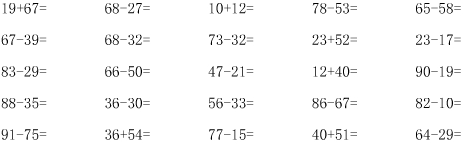 19+67= 68-27= 10+12= 78-53= 65-58=
67-39= 68-32= 73-32= 23+52= 23-17=
83-29= 66-50= 47-21= 12+40= 90-19=
88-35= 36-30= 56-33= 86-67= 82-10=
91-75= 36+54= 77-15= 40+51= 64-29=